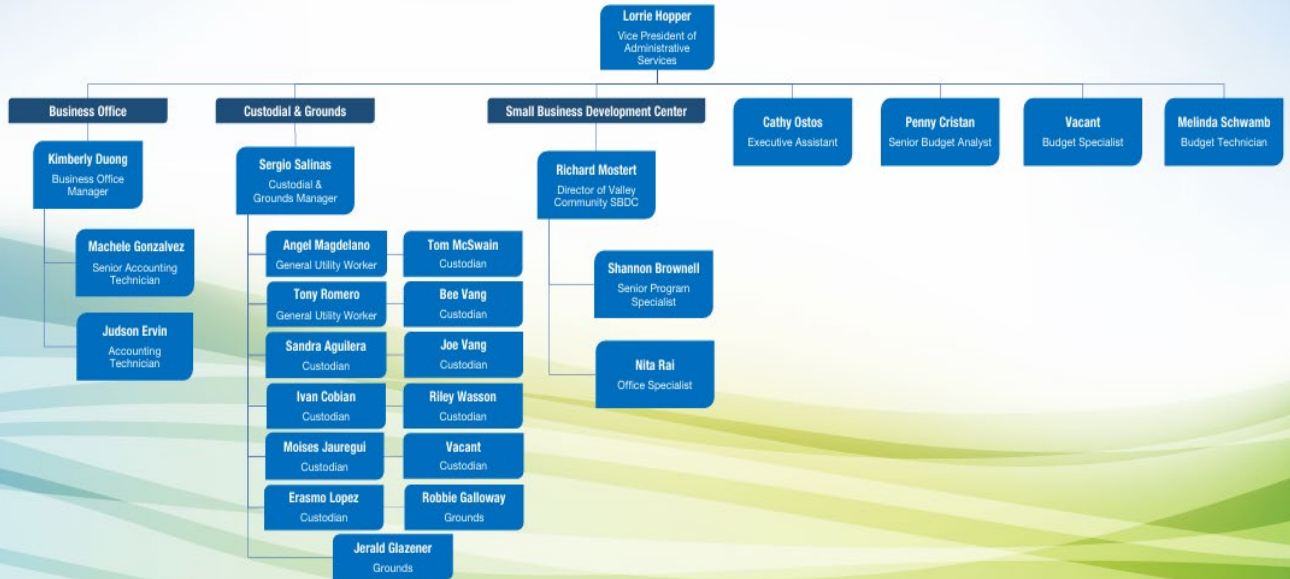 Lorrie Hopper
Vice President of
Administrative
Services
Business Office
Custodial & Grounds
Small Business Development Center
Cathy Ostos
Executive Assistant
Penny Cristan
Senior Budget Analyst
Vacant
Budget Specialist
Melinda Schwamb
Budget Technician
Kimberly Duong
Business Office
Manager
Machele Gonzalvez
Senior Accounting
Technician
Judson Ervin
Accounting
Technician
Sergio Salinas
Custodial &
Grounds Manager
Angel Magdelano
General Utility Worker
Tom McSwain
Custodian
Tony Romero
General Utility Worker
Bee Vang
Custodian
Sandra Aguilera
Custodian
Joe Vang
Custodian
Ivan Cobian
Custodian
Riley Wasson
Custodian
Moises Jauregui
Custodian
Vacant
Custodian
Erasmo Lopez
Custodian
Robbie Galloway
Grounds
Jerald Glazener
Grounds
Richard Mostert
Director of Valley
Community SBDC
Shannon Brownell
Senior Program
Specialist
Nita Rai
Office Specialist